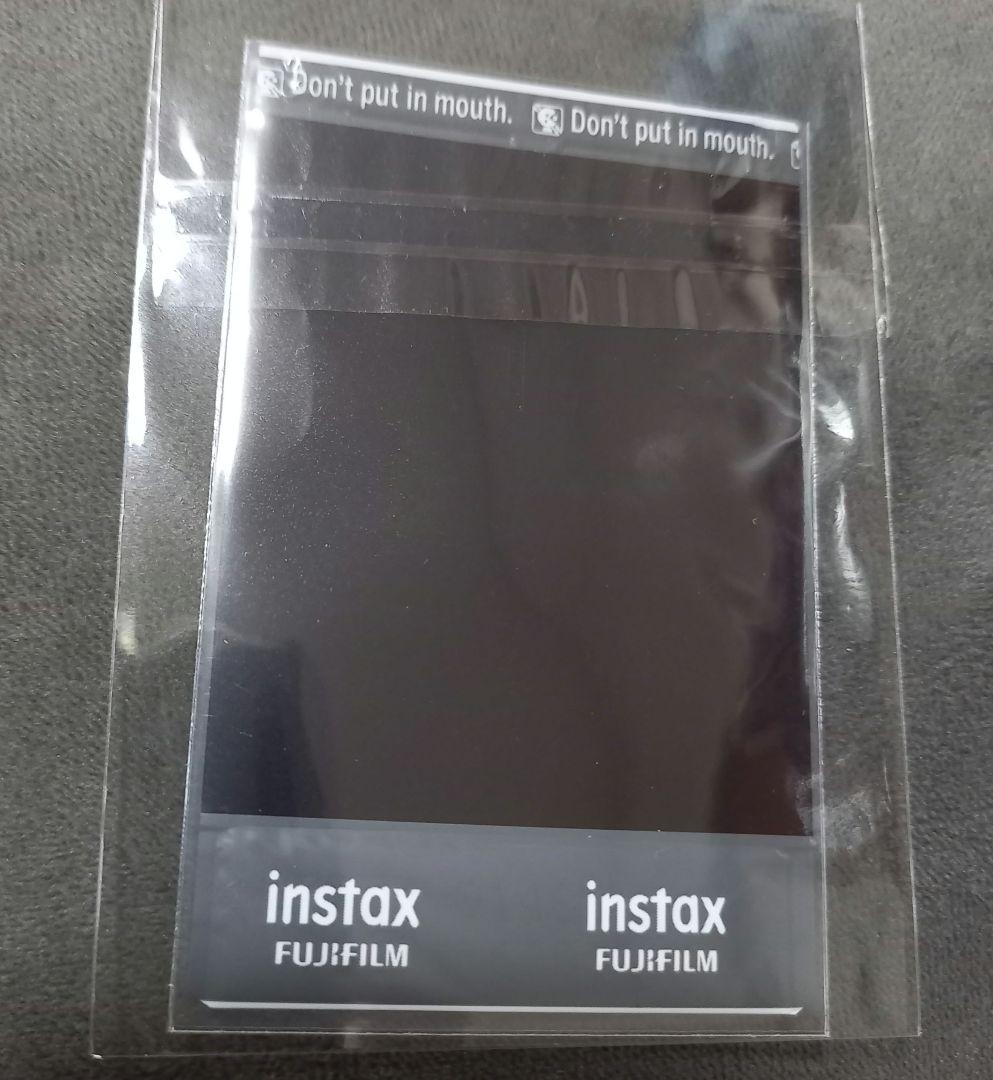 Don't put in mouth. Don't put in mouth.
instax instax
FUJIFILM FUJIFILM